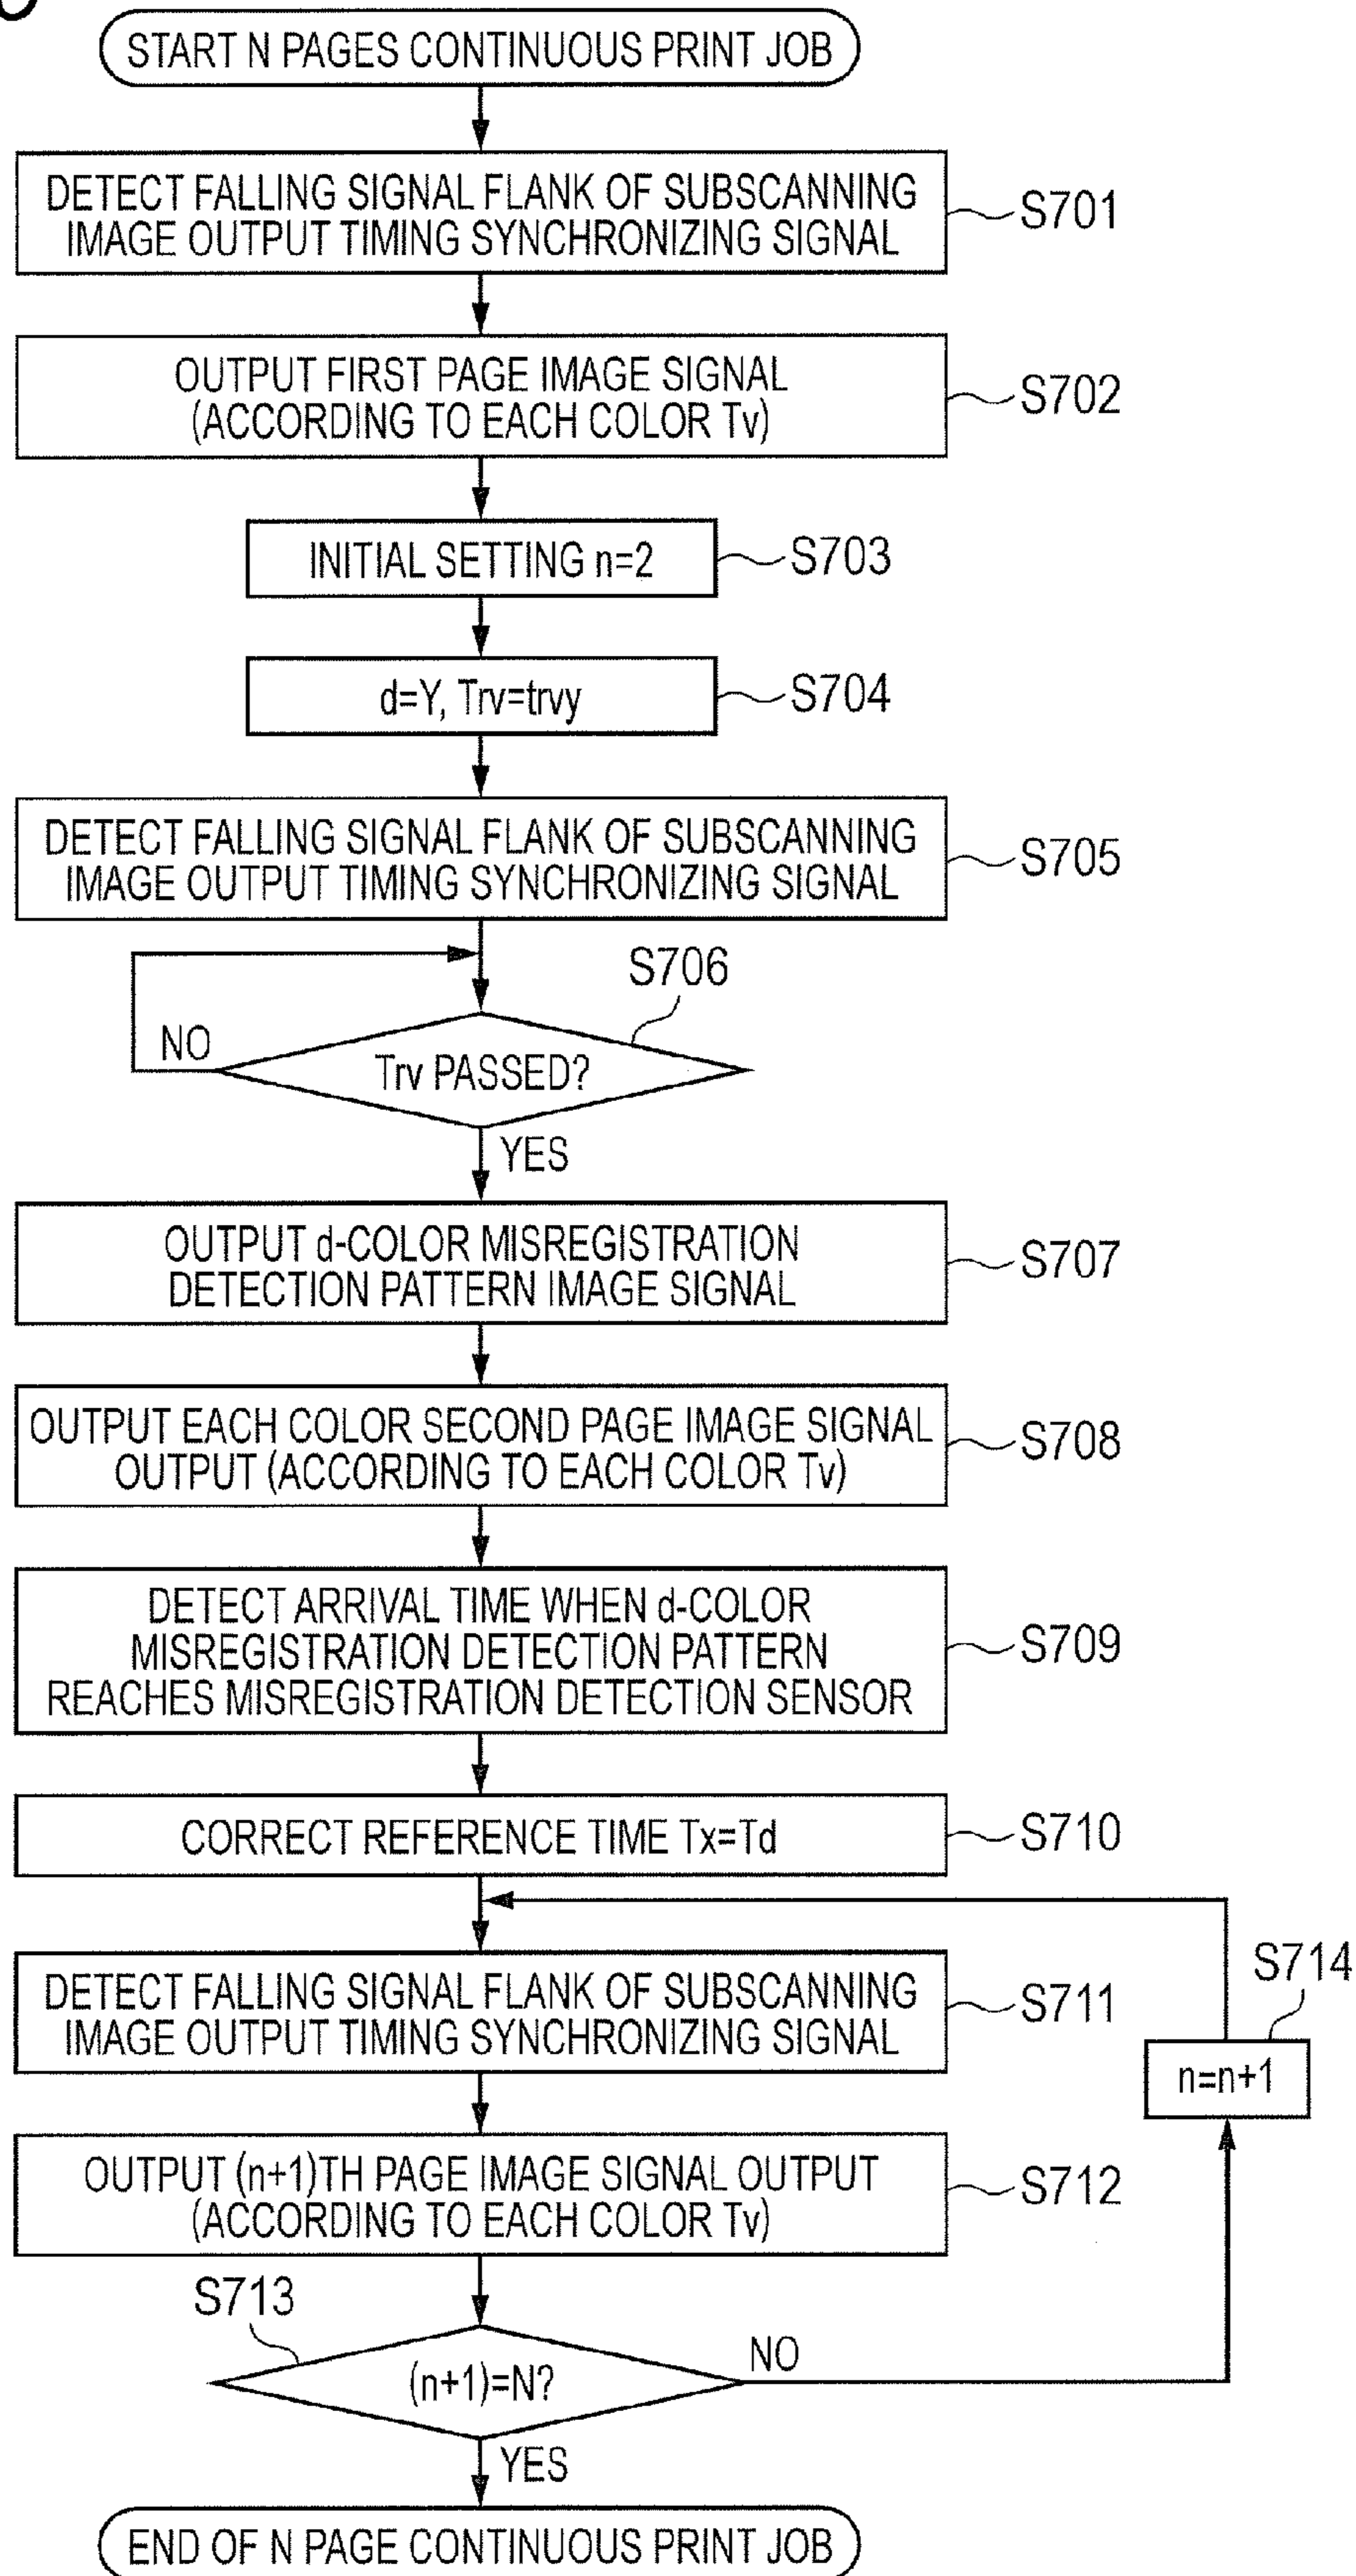 START N PAGES CONTINUOUS PRINT JOB
DETECT FALLING SIGNAL FLANK OF SUBSCANNING
IMAGE OUTPUT TIMING SYNCHRONIZING SIGNAL
S701
OUTPUT FIRST PAGE IMAGE SIGNAL
(ACCORDING TO EACH COLOR Tv)
S702
INITIAL SETTING n=2
S703
d=Y, Trv=trvy
S704
DETECT FALLING SIGNAL FLANK OF SUBSCANNING
IMAGE OUTPUT TIMING SYNCHRONIZING SIGNAL
S705
S706
NO
Trv PASSED?
YES
OUTPUT d-COLOR MISREGISTRATION
DETECTION PATTERN IMAGE SIGNAL
S707
OUTPUT EACH COLOR SECOND PAGE IMAGE SIGNAL
OUTPUT (ACCORDING TO EACH COLOR Tv)
S708
DETECT ARRIVAL TIME WHEN d-COLOR
MISREGISTRATION DETECTION PATTERN
REACHES MISREGISTRATION DETECTION SENSOR
S709
CORRECT REFERENCE TIME Tx=Td
S710
DETECT FALLING SIGNAL FLANK OF SUBSCANNING
IMAGE OUTPUT TIMING SYNCHRONIZING SIGNAL
S711
S714
n=n+1
OUTPUT (n+1)TH PAGE IMAGE SIGNAL OUTPUT
(ACCORDING TO EACH COLOR Tv)
S712
S713
(n+1)=N?
NO
YES
END OF N PAGE CONTINUOUS PRINT JOB